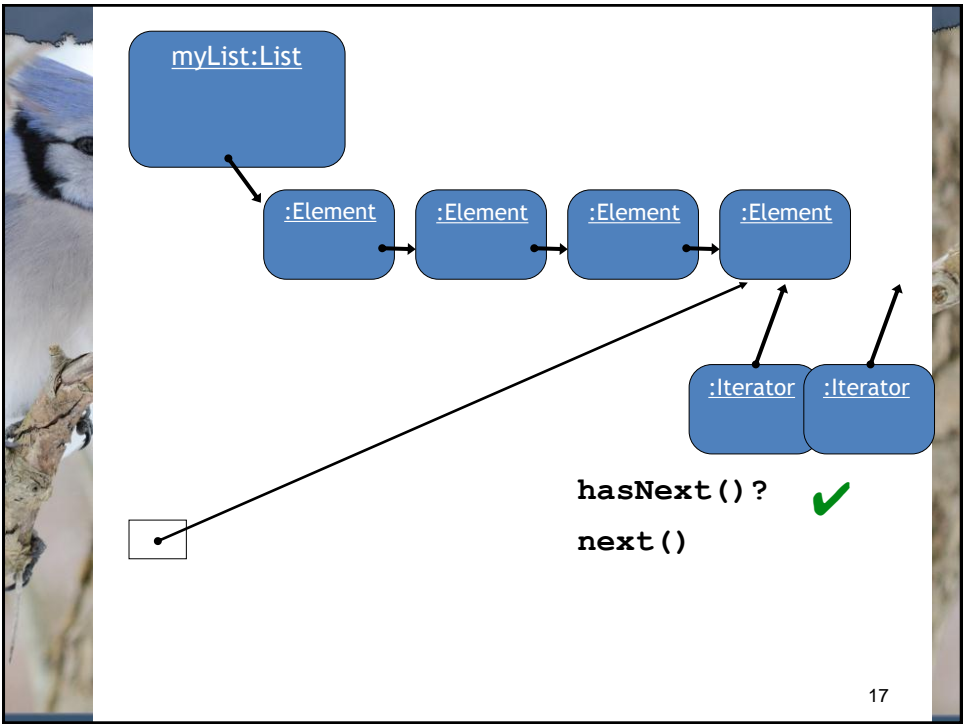 myList:List
:Element :Element :Element :Element
:Iterator :Iterator
hasNext()?
next()
17